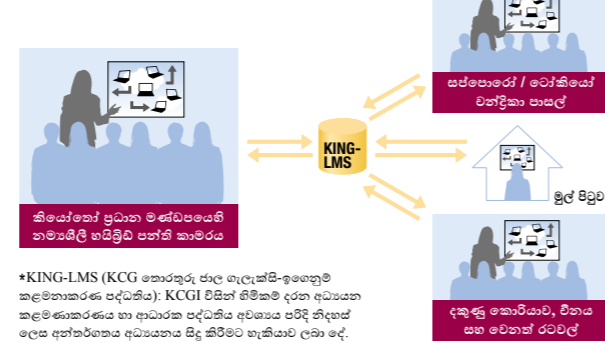 කියෝතෝ ප්‍රධාන මණ්ඩපයෙහි
නම්‍යශීලී හයිබ්‍රිඩ් පන්ති කාමරය
KING-
LMS
සප්පොරෝ / ටෝකියෝ
චන්ද්‍රිකා පාසල්
මුල් පිටුව
දකුණු කොරියාව, චීනය
සහ වෙනත් රටවල්
*KING-LMS (KCG තොරතුරු ජාල ගැලැක්සි-ඉගෙනුම්
කළමනාකරණ පද්ධතිය): KCGI විසින් හිමිකම් දරන අධ්‍යයන
කළමණාකරණය හා ආධාරක පද්ධතිය අවශ්‍යය පරිදි නිදහස්
ලෙස අන්තර්ගතය අධ්‍යයනය සිදු කිරීමට හැකියාව ලබා දේ.